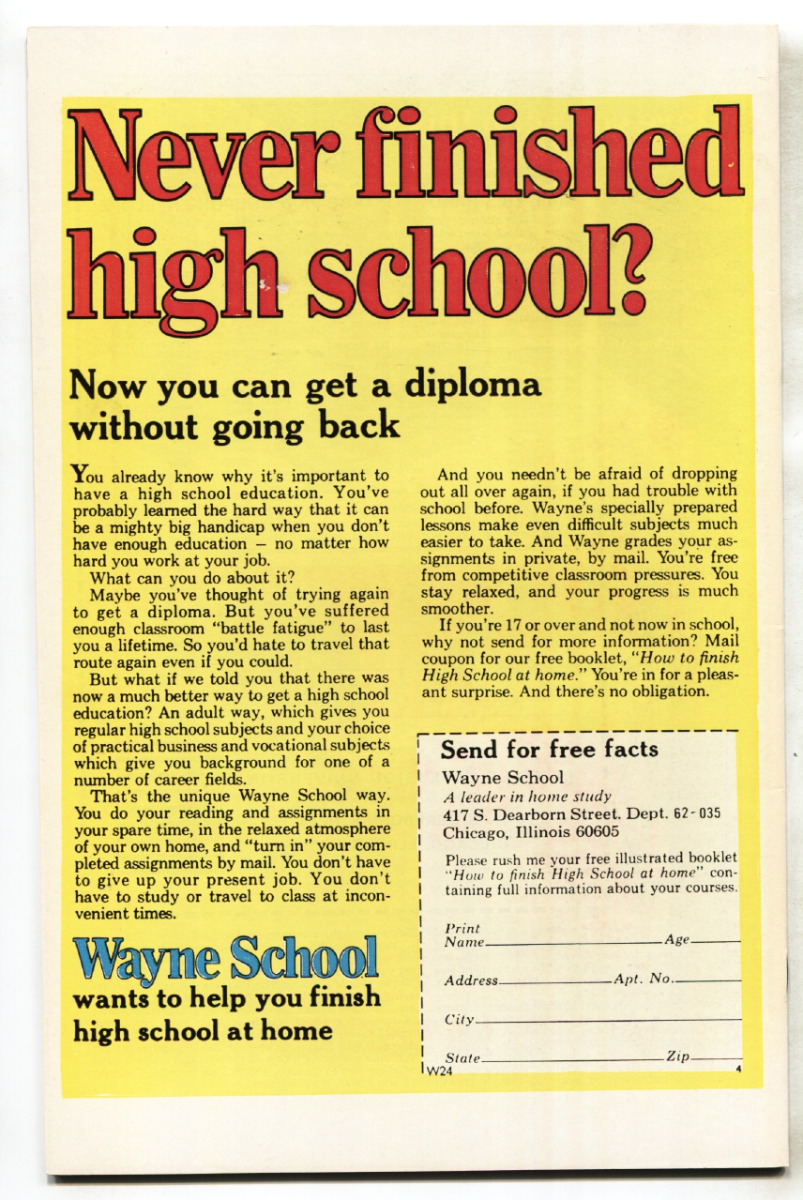 Never finished
high school?
Now you can get a diploma
without going back
You already know why it's important to
have a high school education. You've
probably learned the hard way that it can
be a mighty big handicap when you don't
have enough education — no matter how
hard you work at your job.
What can you do about it?
Maybe you've thought of trying again
to get a diploma. But you've suffered
enough classroom "battle fatigue" to last
you a lifetime. So you'd hate to travel that
route again even if you could.
But what if we told you that there was
now a much better way to get a high school
education? An adult way, which gives you
regular high school subjects and your choice
of practical business and vocational subjects
which give you background for one of a
number of career fields.
That's the unique Wayne School way.
You do your reading and assignments in
your spare time, in the relaxed atmosphere
of your own home, and "turn in" your com-
pleted assignments by mail. You don't have
to give up your present job. You don't
have to study or travel to class at incon-
venient times.
Wayne School
wants to help you finish
high school at home
And you needn't be afraid of dropping
out all over again, if you had trouble with
school before. Wayne's specially prepared
lessons make even difficult subjects much
easier to take. And Wayne grades your as-
signments in private, by mail. You're free
from competitive classroom pressures. You
stay relaxed, and your progress is much
smoother.
If you're 17 or over and not now in school,
why not send for more information? Mail
coupon for our free booklet, "How to finish
High School at home." You're in for a pleas-
ant surprise. And there's no obligation.
Send for free facts
Wayne School
A leader in home study
417 S. Dearborn Street. Dept. 62-035
Chicago, Illinois 60605
Please rush me your free illustrated booklet
"How to finish High School at home" con-
taining full information about your courses.
Print
Name Age
Address Apt. No.
City
State Zip
W24 4